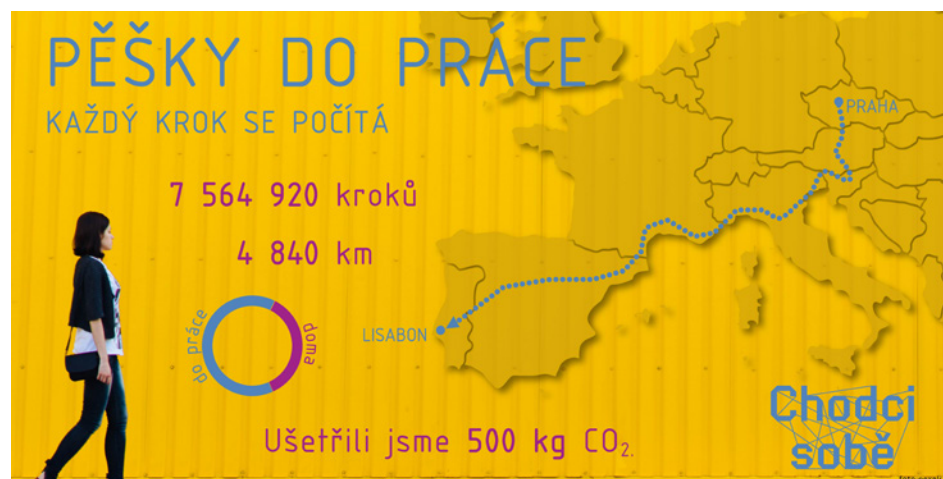 PĚŠKY DO PRÁCE
KAŽDÝ KROK SE POČÍTÁ
PRAHA
7 564 920 kroků
4 840 km
LISABON
do práce
doma
Ušetřili jsme 500 kg CO₂.
Chodci
sobě